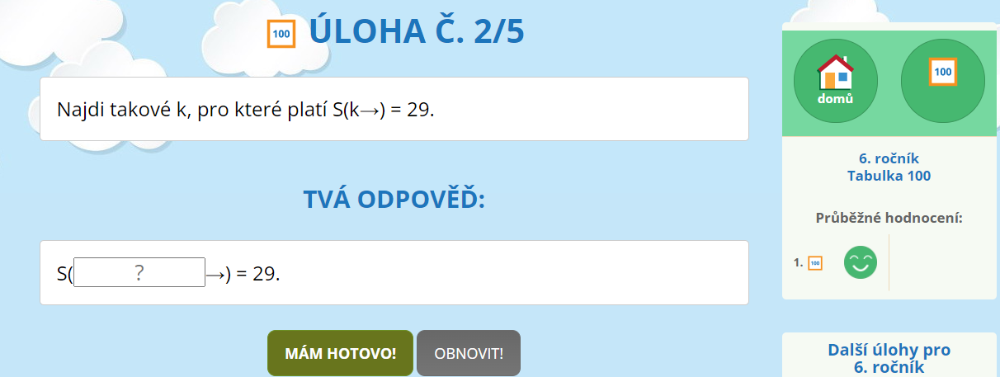 100 ÚLOHA Č. 2/5
Najdi takové k, pro které platí S(k→) = 29.
TVÁ ODPOVĚĎ:
S( ? →) = 29.
MÁM HOTOVO! OBNOVIT!
domů
100
6. ročník
Tabulka 100
Průběžné hodnocení:
1. 100
Další úlohy pro
6. ročník